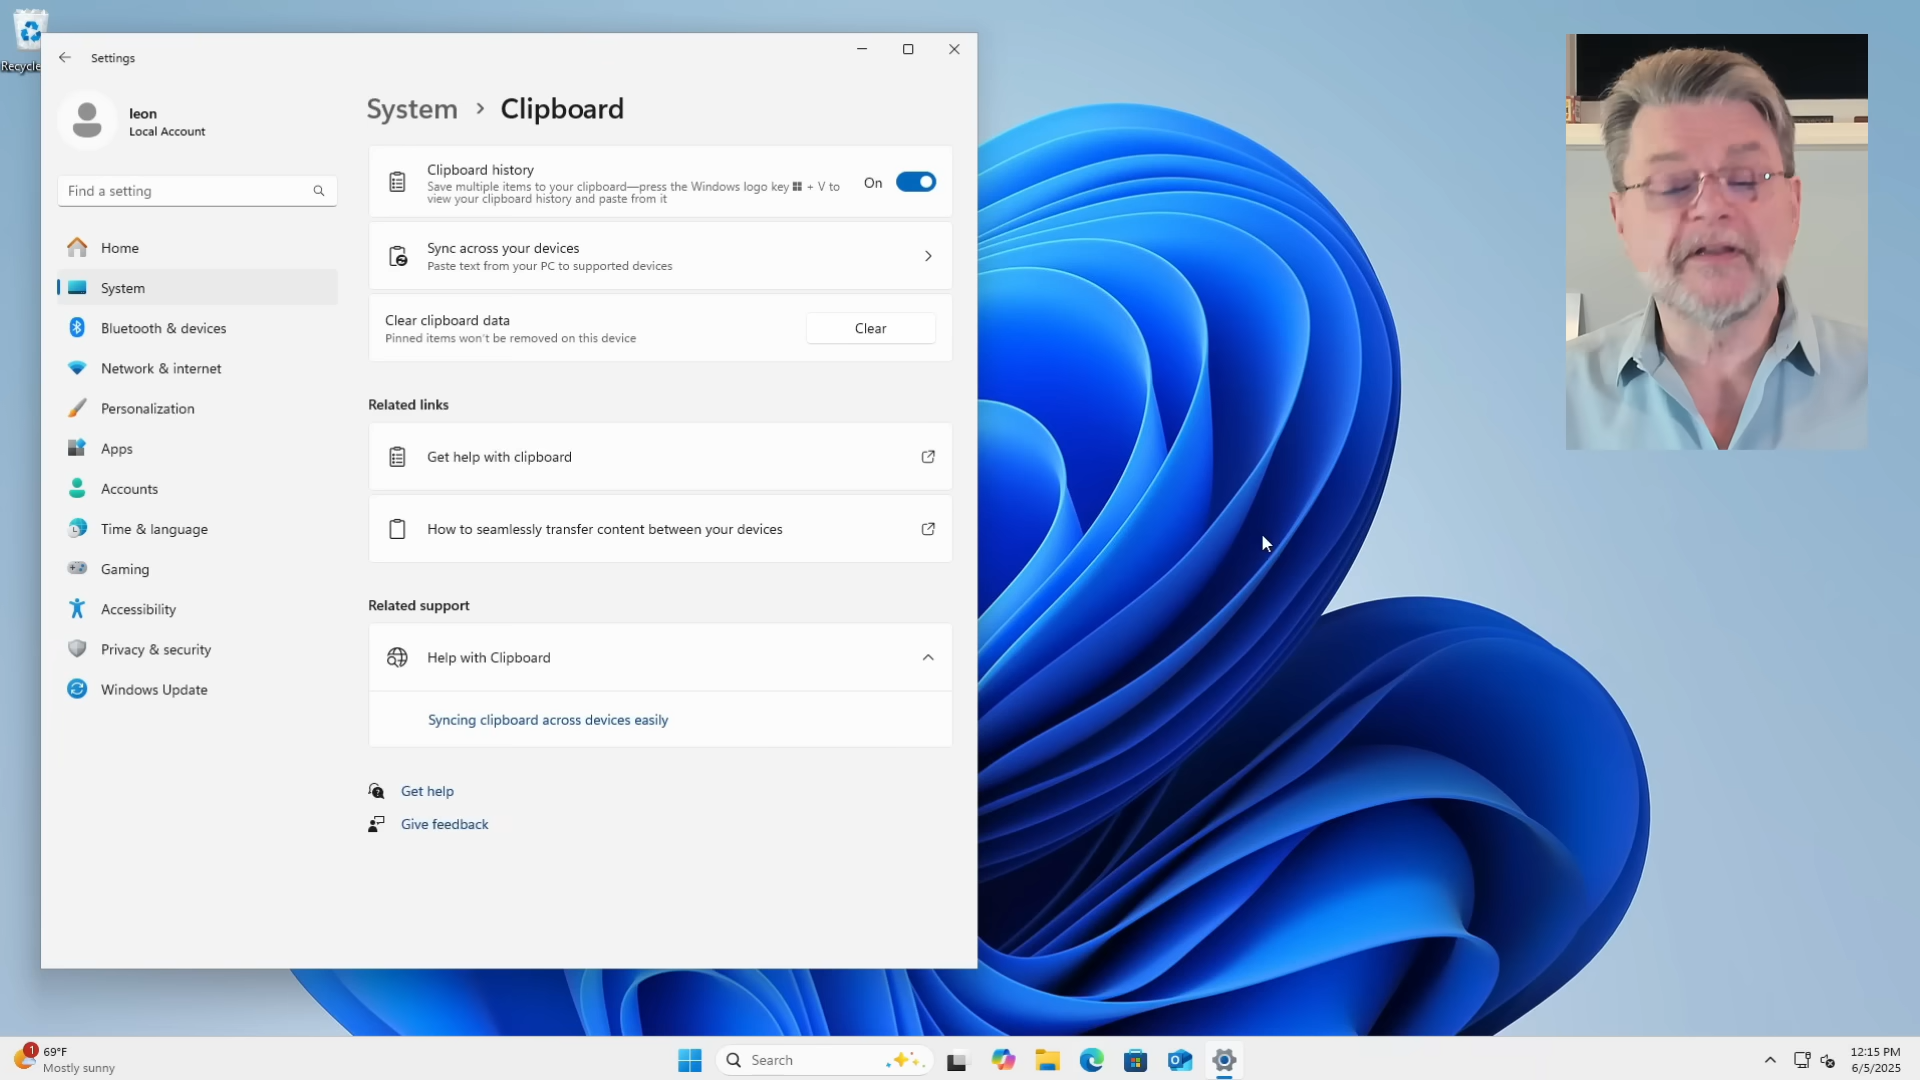 Recycle
Settings
leon
Local Account
Find a setting
Home
System
Bluetooth & devices
Network & internet
Personalization
Apps
Accounts
Time & language
Gaming
Accessibility
Privacy & security
Windows Update
System > Clipboard
Clipboard history
Save multiple items to your clipboard—press the Windows logo key + V to
view your clipboard history and paste from it
On
Sync across your devices
Paste text from your PC to supported devices
Clear clipboard data
Pinned items won't be removed on this device
Clear
Related links
Get help with clipboard
How to seamlessly transfer content between your devices
Related support
Help with Clipboard
Syncing clipboard across devices easily
Get help
Give feedback
1
69°F
Mostly sunny
Search
12:15 PM
6/5/2025